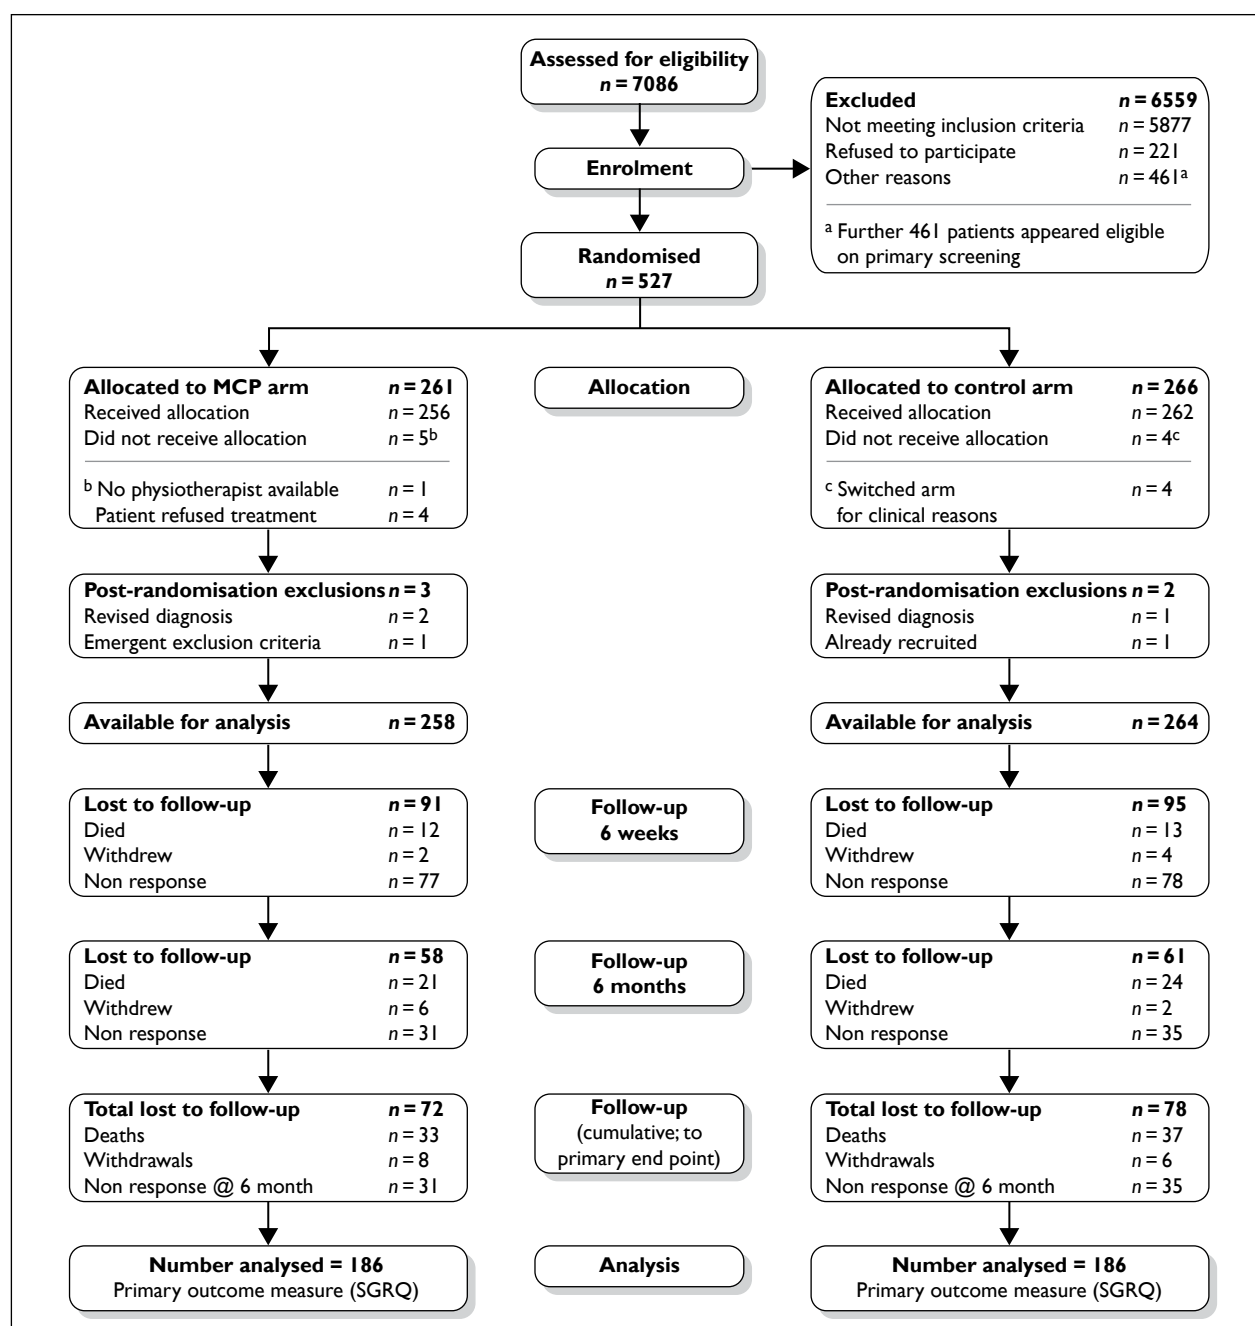 Assessed for eligibility
n = 7086
Excluded n = 6559
Not meeting inclusion criteria n = 5877
Refused to participate n = 221
Other reasons n = 461a
a Further 461 patients appeared eligible
on primary screening
Enrolment
Randomised
n = 527
Allocated to MCP arm n = 261
Received allocation n = 256
Did not receive allocation n = 5b
b No physiotherapist available n = 1
Patient refused treatment n = 4
Allocation
Allocated to control arm n = 266
Received allocation n = 262
Did not receive allocation n = 4c
c Switched arm n = 4
for clinical reasons
Post-randomisation exclusions n = 3
Revised diagnosis n = 2
Emergent exclusion criteria n = 1
Post-randomisation exclusions n = 2
Revised diagnosis n = 1
Already recruited n = 1
Available for analysis n = 258
Available for analysis n = 264
Lost to follow-up n = 91
Died n = 12
Withdrew n = 2
Non response n = 77
Follow-up
6 weeks
Lost to follow-up n = 95
Died n = 13
Withdrew n = 4
Non response n = 78
Lost to follow-up n = 58
Died n = 21
Withdrew n = 6
Non response n = 31
Follow-up
6 months
Lost to follow-up n = 61
Died n = 24
Withdrew n = 2
Non response n = 35
Total lost to follow-up n = 72
Deaths n = 33
Withdrawals n = 8
Non response @ 6 month n = 31
Follow-up
(cumulative; to
primary end point)
Total lost to follow-up n = 78
Deaths n = 37
Withdrawals n = 6
Non response @ 6 month n = 35
Number analysed = 186
Primary outcome measure (SGRQ)
Analysis
Number analysed = 186
Primary outcome measure (SGRQ)